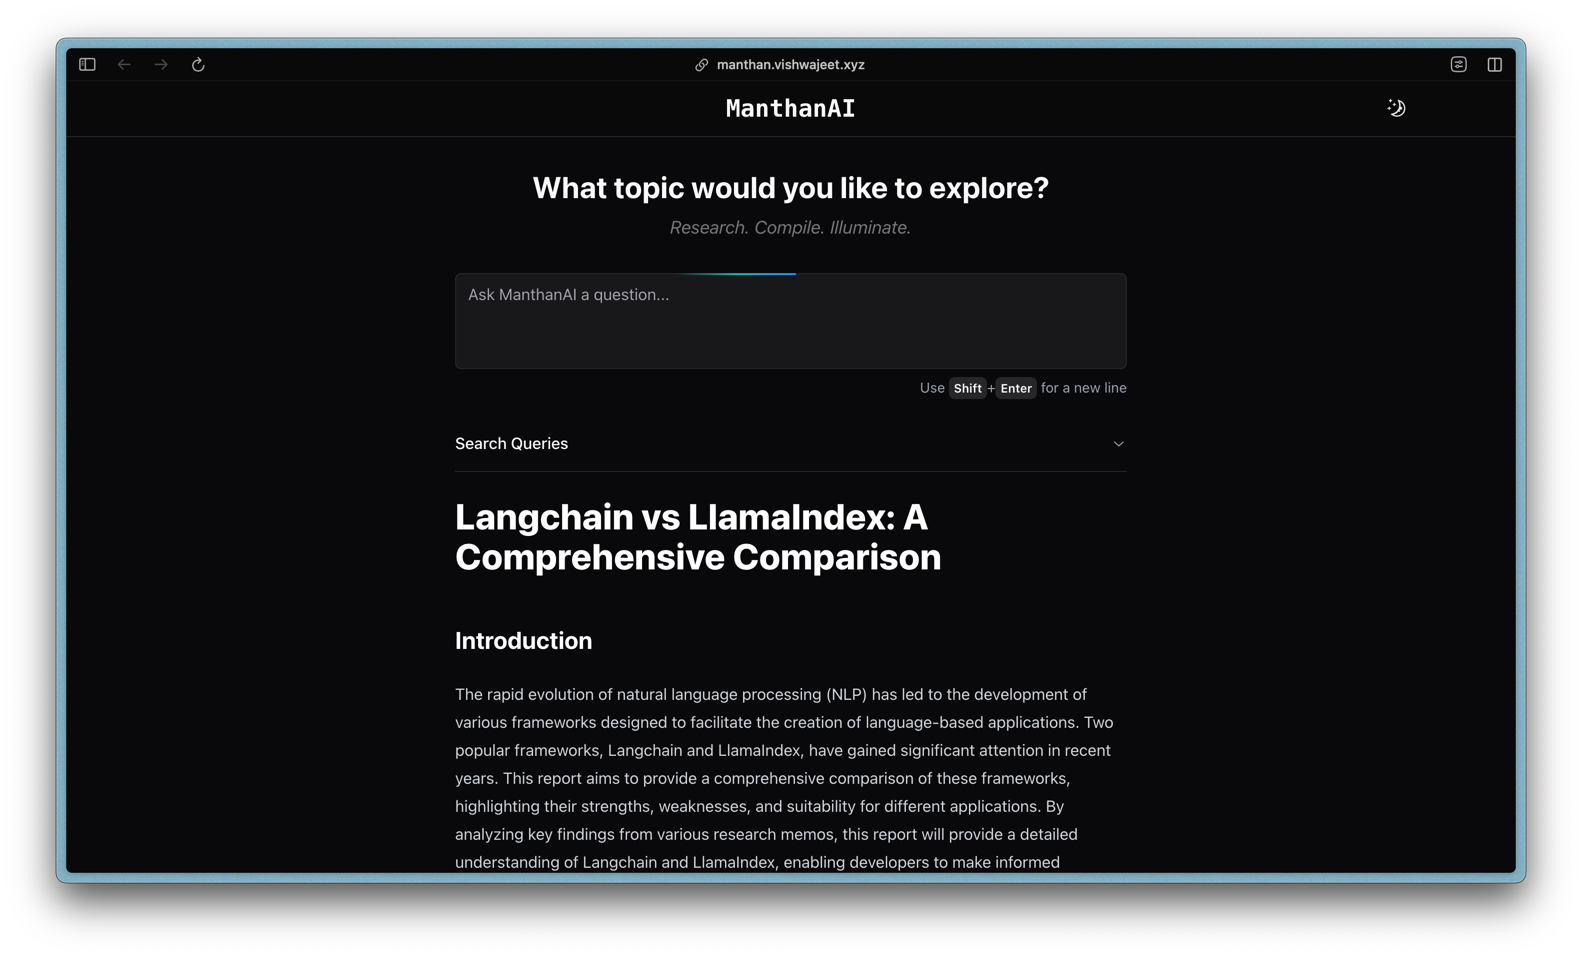 manthan.vishwajeet.xyz
ManthanAI
What topic would you like to explore?
Research. Compile. Illuminate.
Ask ManthanAI a question...
Use Shift+Enter for a new line
Search Queries
Langchain vs LlamaIndex: A
Comprehensive Comparison
Introduction
The rapid evolution of natural language processing (NLP) has led to the development of
various frameworks designed to facilitate the creation of language-based applications. Two
popular frameworks, Langchain and LlamaIndex, have gained significant attention in recent
years. This report aims to provide a comprehensive comparison of these frameworks,
highlighting their strengths, weaknesses, and suitability for different applications. By
analyzing key findings from various research memos, this report will provide a detailed
understanding of Langchain and LlamaIndex, enabling developers to make informed